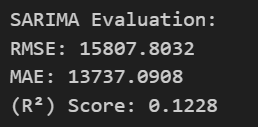 SARIMA Evaluation:
RMSE: 15807.8032
MAE: 13737.0908
(R²) Score: 0.1228